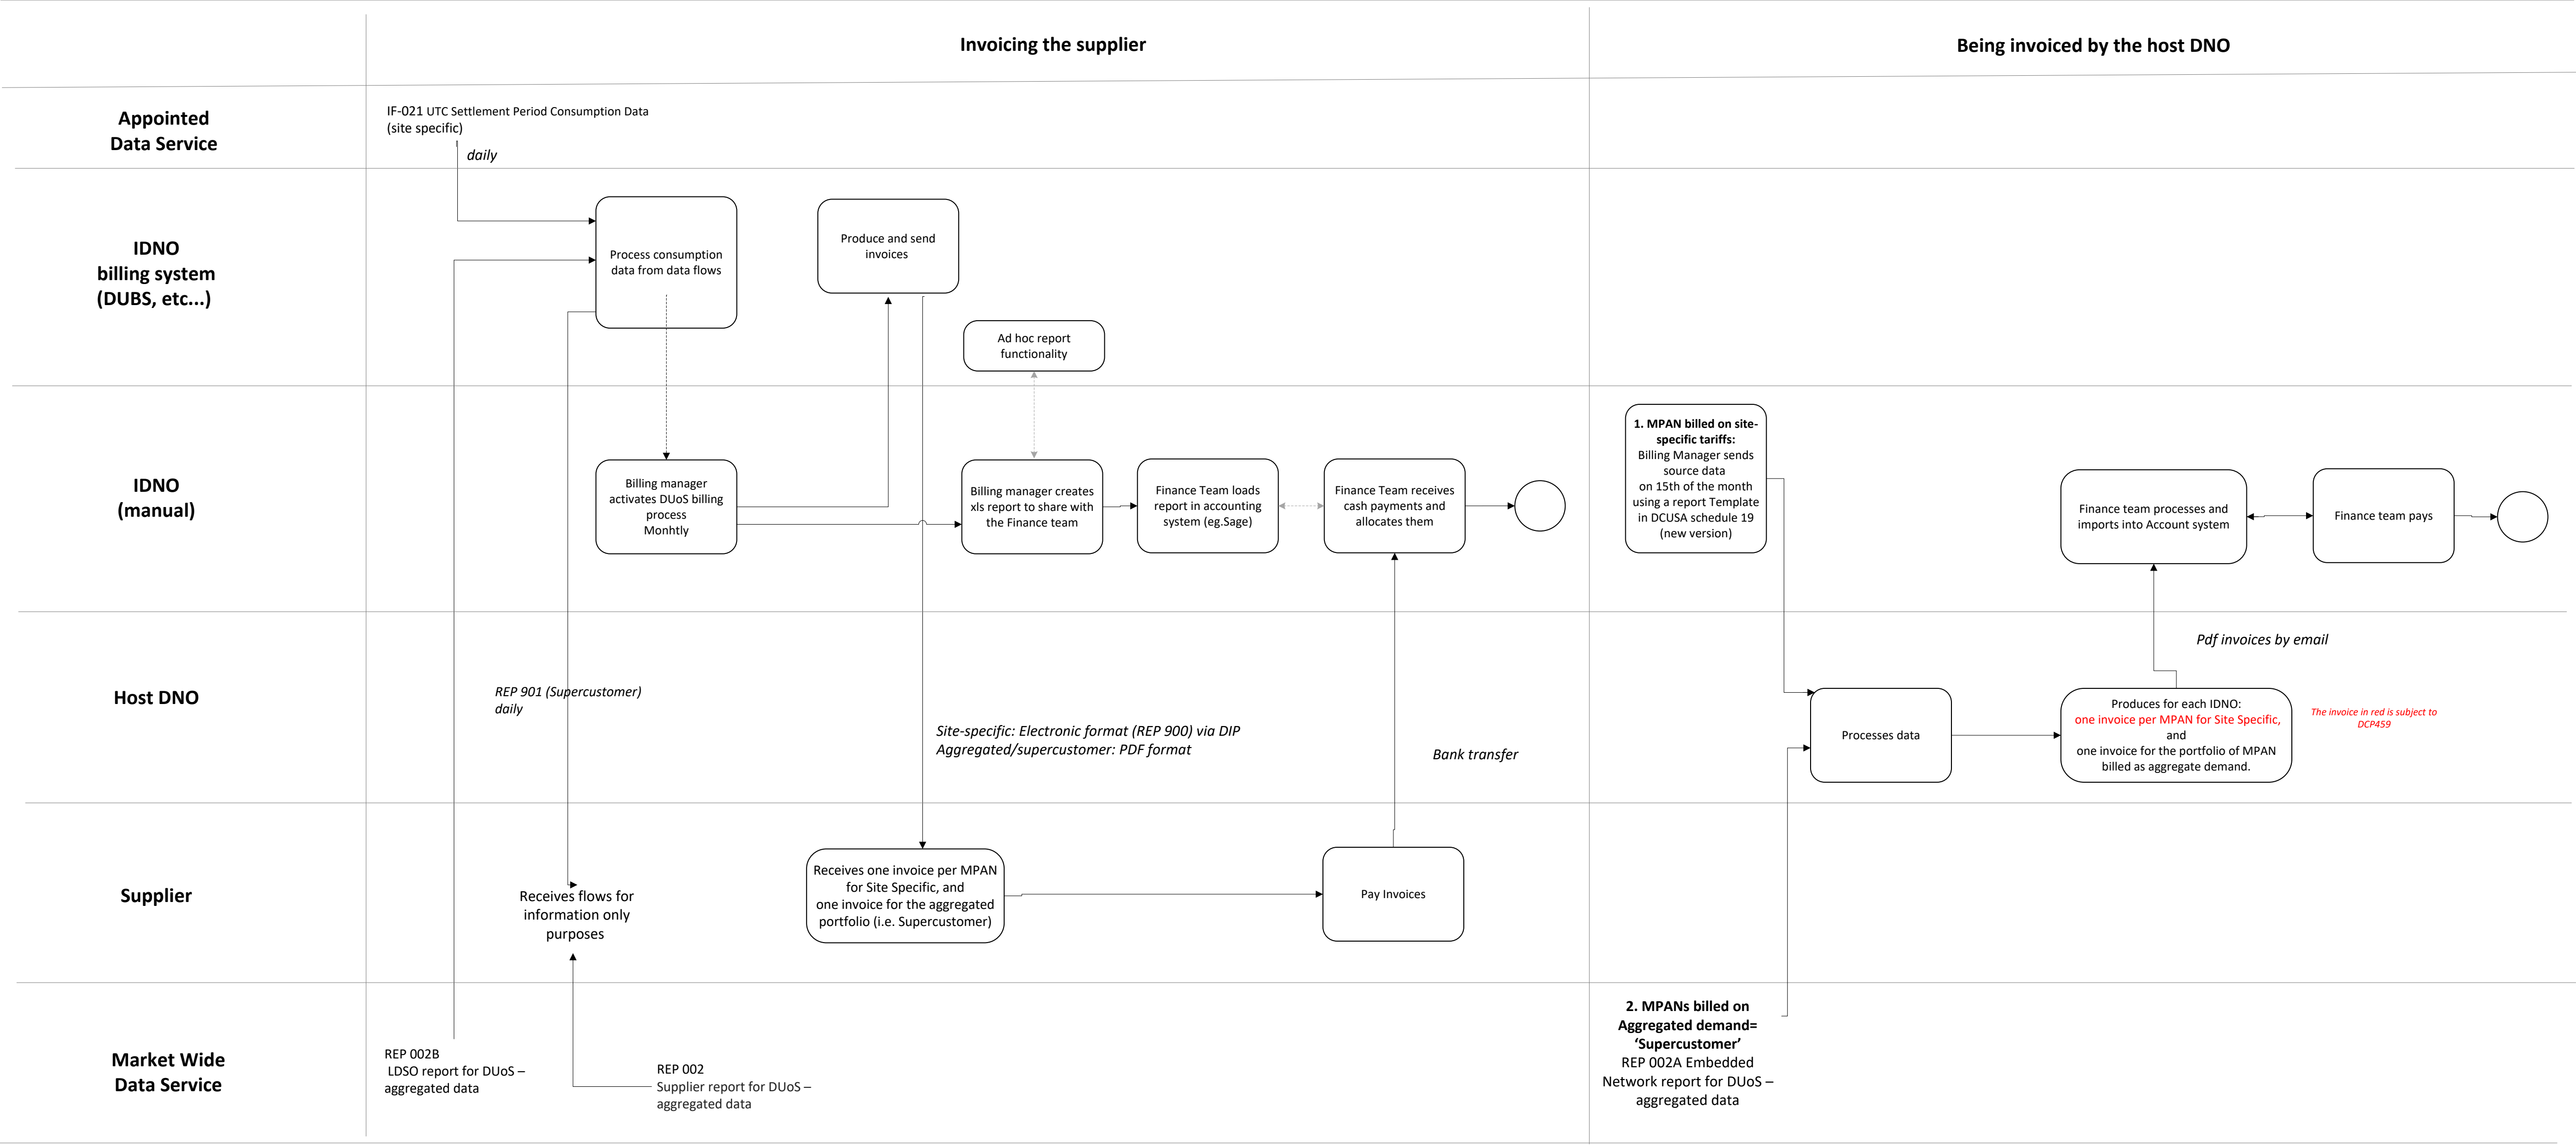 Invoicing the supplier
Being invoiced by the host DNO
Appointed
Data Service
IF-021 UTC Settlement Period Consumption Data
(site specific)
daily
IDNO
billing system
(DUBS, etc...)
Process consumption
data from data flows
Produce and send
invoices
Ad hoc report
functionality
IDNO
(manual)
Billing manager
activates DUoS billing
process
Monhtly
Billing manager creates
xls report to share with
the Finance team
Finance Team loads
report in accounting
system (eg.Sage)
Finance Team receives
cash payments and
allocates them
1. MPAN billed on site-
specific tariffs:
Billing Manager sends
source data
on 15th of the month
using a report Template
in DCUSA schedule 19
(new version)
Finance team processes and
imports into Account system
Finance team pays
Host DNO
REP 901 (Supercustomer)
daily
Site-specific: Electronic format (REP 900) via DIP
Aggregated/supercustomer: PDF format
Bank transfer
Pdf invoices by email
Processes data
Produces for each IDNO:
one invoice per MPAN for Site Specific,
and
one invoice for the portfolio of MPAN
billed as aggregate demand.
The invoice in red is subject to
DCP459
Supplier
Receives flows for
information only
purposes
Receives one invoice per MPAN
for Site Specific, and
one invoice for the aggregated
portfolio (i.e. Supercustomer)
Pay Invoices
Market Wide
Data Service
REP 002B
LDSO report for DUoS –
aggregated data
REP 002
Supplier report for DUoS –
aggregated data
2. MPANs billed on
Aggregated demand=
‘Supercustomer’
REP 002A Embedded
Network report for DUoS –
aggregated data